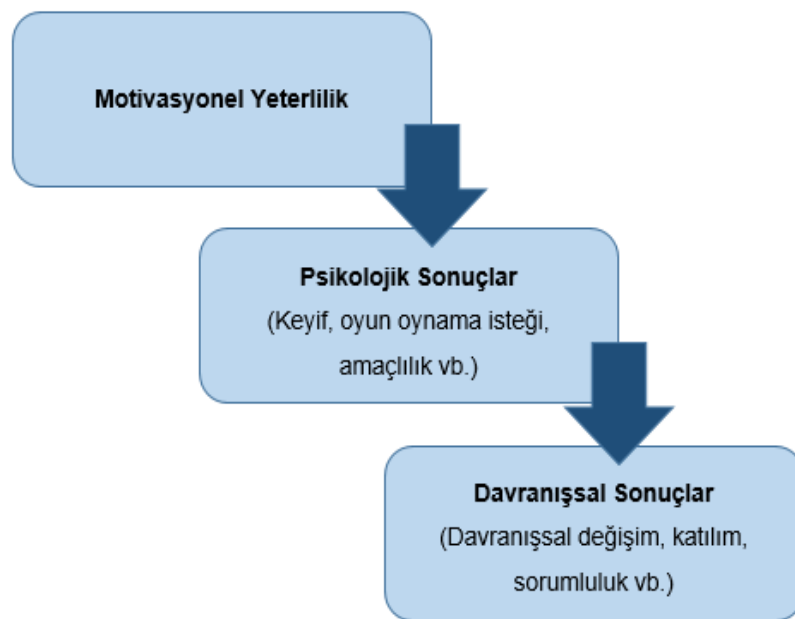 Motivasyonel Yeterlilik
Psikolojik Sonuçlar
(Keyif, oyun oynama isteği,
amaçlılık vb.)
Davranışsal Sonuçlar
(Davranışsal değişim, katılım,
sorumluluk vb.)